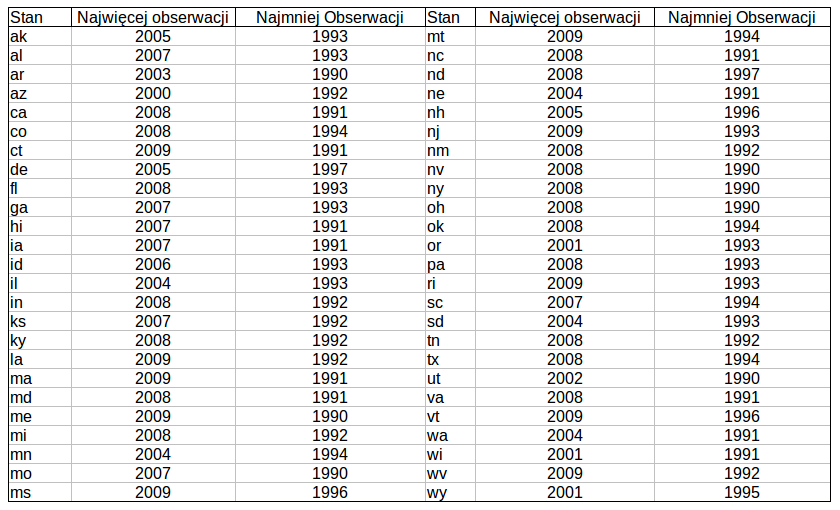 Stan Najwięcej obserwacji Najmniej Obserwacji Stan Najwięcej obserwacji Najmniej Obserwacji
ak 2005 1993 mt 2009 1994
al 2007 1993 nc 2008 1991
ar 2003 1990 nd 2008 1997
az 2000 1992 ne 2004 1991
ca 2008 1991 nh 2005 1996
co 2008 1994 nj 2009 1993
ct 2009 1991 nm 2008 1992
de 2005 1997 nv 2008 1990
fl 2008 1993 ny 2008 1990
ga 2007 1993 oh 2008 1990
hi 2007 1991 ok 2008 1994
ia 2007 1991 or 2001 1993
id 2006 1993 pa 2008 1993
il 2004 1993 ri 2009 1993
in 2008 1992 sc 2007 1994
ks 2007 1992 sd 2004 1993
ky 2008 1992 tn 2008 1992
la 2009 1992 tx 2008 1994
ma 2009 1991 ut 2002 1990
md 2008 1991 va 2008 1991
me 2009 1990 vt 2009 1996
mi 2008 1992 wa 2004 1991
mn 2004 1994 wi 2001 1991
mo 2007 1990 wv 2009 1992
ms 2009 1996 wy 2001 1995